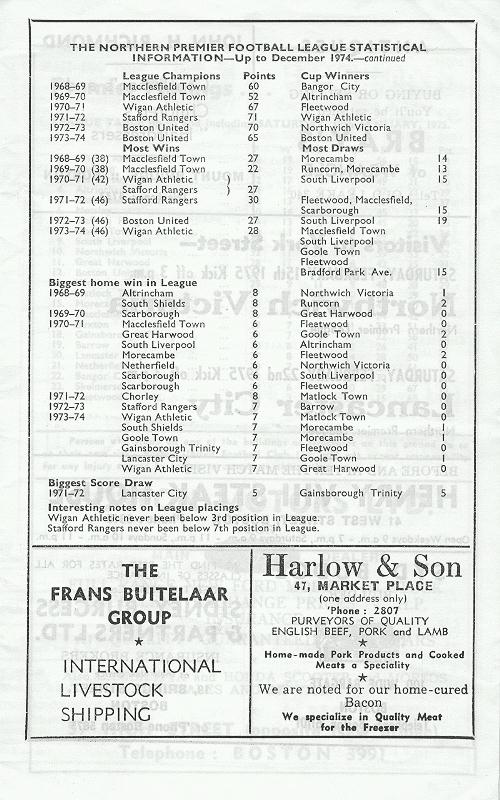 THE NORTHERN PREMIER FOOTBALL LEAGUE STATISTICAL
INFORMATION—Up to December 1974.—continued
League Champions Points Cup Winners
1968–69 Macclesfield Town 60 Bangor City
1969–70 Macclesfield Town 52 Altrincham
1970–71 Wigan Athletic 67 Fleetwood
1971–72 Stafford Rangers 71 Wigan Athletic
1972–73 Boston United 70 Northwich Victoria
1973–74 Boston United 65 Boston United
Most Wins Most Draws
1968–69 (38) Macclesfield Town 27 Morecambe 14
1969–70 (38) Macclesfield Town 22 Runcorn, Morecambe 13
1970–71 (42) Wigan Athletic } South Liverpool 15
Stafford Rangers } 27
1971–72 (46) Stafford Rangers 30 Fleetwood, Macclesfield,
Scarborough 15
1972–73 (46) Boston United 27 South Liverpool 19
1973–74 (46) Wigan Athletic 28 Macclesfield Town
South Liverpool
Goole Town
Fleetwood
Bradford Park Ave. 15
Biggest home win in League
1968–69 Altrincham 8 Northwich Victoria 1
South Shields 8 Runcorn 2
1969–70 Scarborough 8 Great Harwood 0
1970–71 Macclesfield Town 6 Fleetwood 0
Great Harwood 6 Goole Town 2
South Liverpool 6 Altrincham 0
Morecambe 6 Fleetwood 2
Netherfield 6 Northwich Victoria 0
Scarborough 6 South Liverpool 0
Scarborough 6 Fleetwood 0
1971–72 Chorley 8 Matlock Town 0
1972–73 Stafford Rangers 7 Barrow 0
1973–74 Wigan Athletic 7 Matlock Town 0
South Shields 7 Morecambe 1
Goole Town 7 Morecambe 1
Gainsborough Trinity 7 Fleetwood 0
Lancaster City 7 Goole Town 1
Wigan Athletic 7 Great Harwood 0
Biggest Score Draw
1971–72 Lancaster City 5 Gainsborough Trinity 5
Interesting notes on League placings
Wigan Athletic never been below 3rd position in League.
Stafford Rangers never been below 7th position in League.
THE
FRANS BUITELAAR
GROUP
★
INTERNATIONAL
LIVESTOCK
SHIPPING
Harlow & Son
47, MARKET PLACE
(one address only)
'Phone : 2807
PURVEYORS OF QUALITY
ENGLISH BEEF, PORK and LAMB
★
Home-made Pork Products and Cooked
Meats a Speciality
★
We are noted for our home-cured
Bacon
We specialize in Quality Meat
for the Freezer